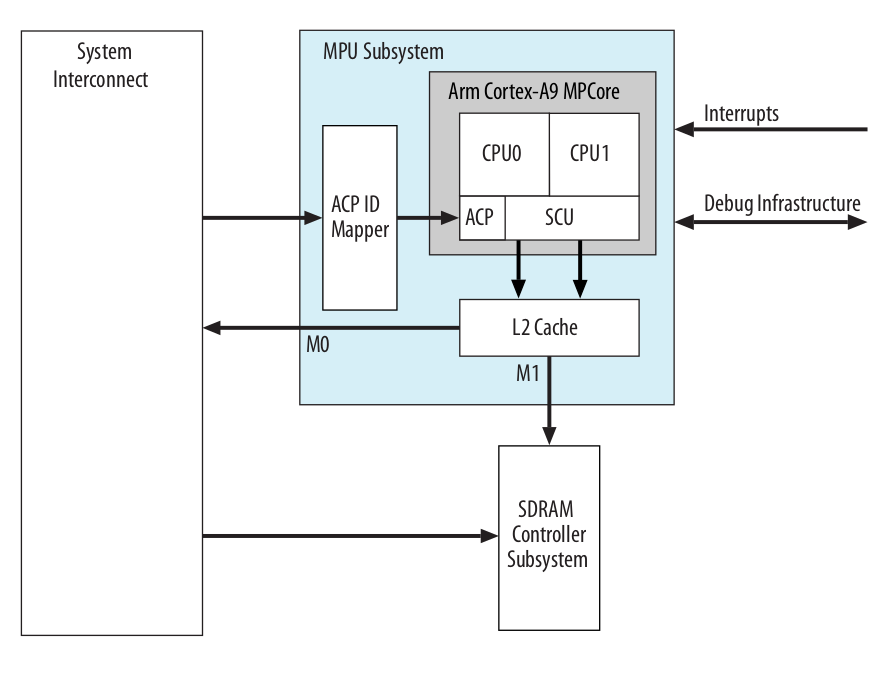 System
Interconnect
MPU Subsystem
Arm Cortex-A9 MPCore
CPU0
CPU1
ACP
SCU
ACP ID
Mapper
Interrupts
Debug Infrastructure
L2 Cache
M0
M1
SDRAM
Controller
Subsystem